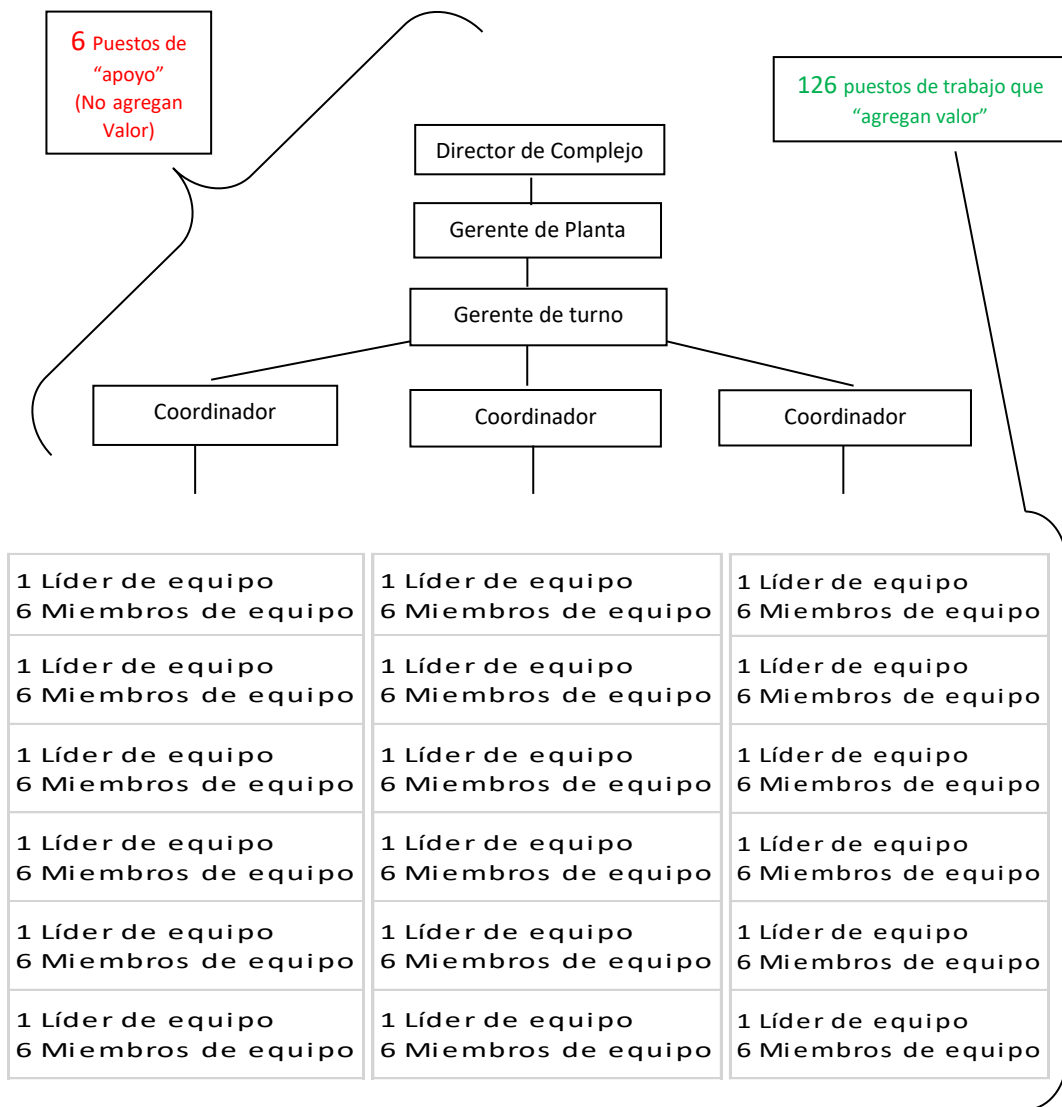 6 Puestos de
“apoyo”
(No agregan
Valor)
126 puestos de trabajo que
“agregan valor”
Director de Complejo
Gerente de Planta
Gerente de turno
Coordinador
Coordinador
Coordinador
1 Líder de equipo
6 Miembros de equipo
1 Líder de equipo
6 Miembros de equipo
1 Líder de equipo
6 Miembros de equipo
1 Líder de equipo
6 Miembros de equipo
1 Líder de equipo
6 Miembros de equipo
1 Líder de equipo
6 Miembros de equipo
1 Líder de equipo
6 Miembros de equipo
1 Líder de equipo
6 Miembros de equipo
1 Líder de equipo
6 Miembros de equipo
1 Líder de equipo
6 Miembros de equipo
1 Líder de equipo
6 Miembros de equipo
1 Líder de equipo
6 Miembros de equipo
1 Líder de equipo
6 Miembros de equipo
1 Líder de equipo
6 Miembros de equipo
1 Líder de equipo
6 Miembros de equipo
1 Líder de equipo
6 Miembros de equipo
1 Líder de equipo
6 Miembros de equipo
1 Líder de equipo
6 Miembros de equipo